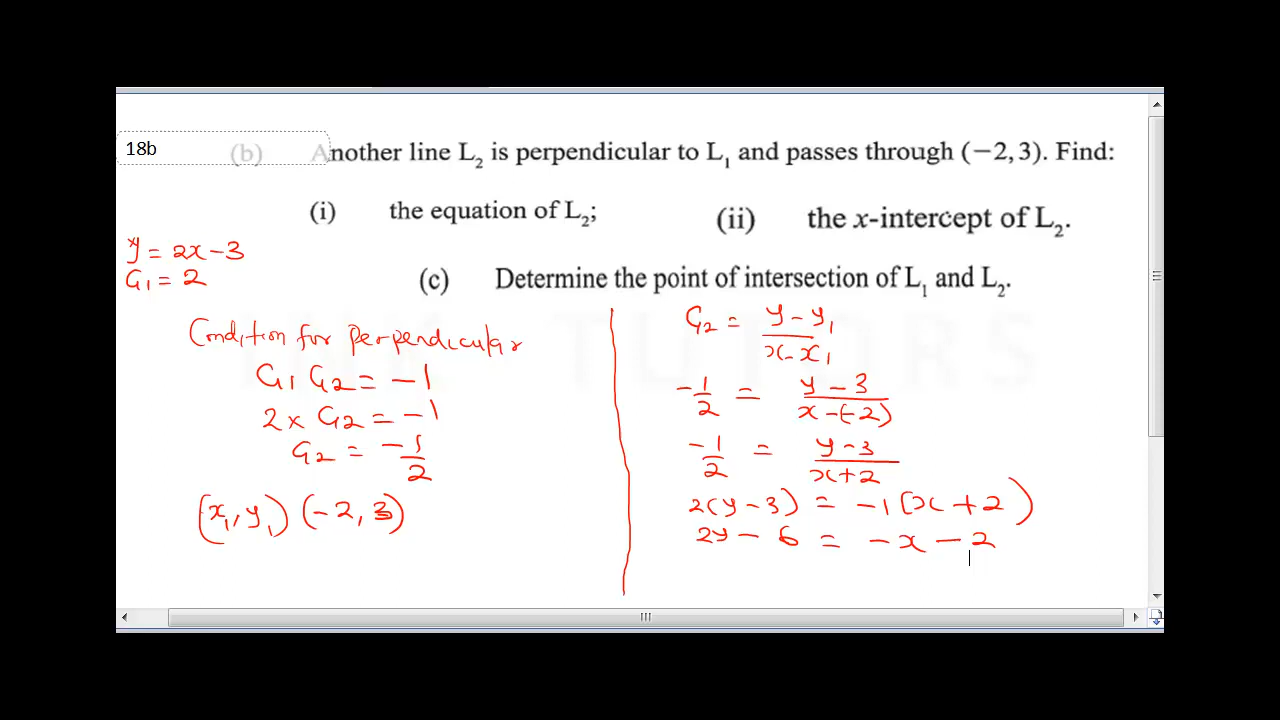 18b
(b) Another line L₂ is perpendicular to L₁ and passes through (−2, 3). Find:
(i) the equation of L₂; (ii) the x-intercept of L₂.
(c) Determine the point of intersection of L₁ and L₂.
y = 2x − 3
G₁ = 2
Condition for perpendicular
G₁ G₂ = −1
2 × G₂ = −1
G₂ = −1/2
(x₁, y₁) (−2, 3)
G₂ = (y − y₁)/(x − x₁)
−1/2 = (y − 3)/(x − (−2))
−1/2 = (y − 3)/(x + 2)
2(y − 3) = −1(x + 2)
2y − 6 = −x − 2
TUTORS